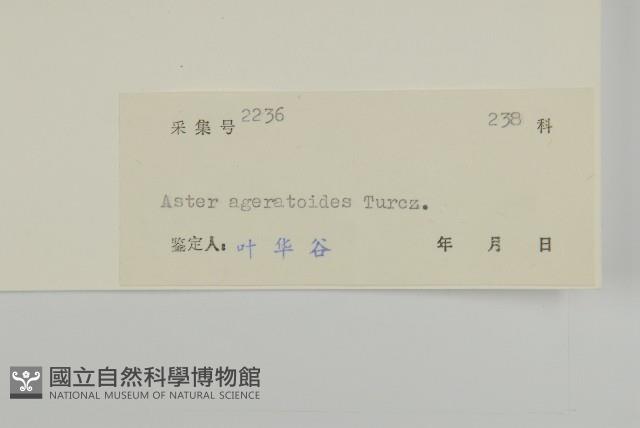 采集号 2236 238 科
Aster ageratoides Turcz.
鉴定人: 叶华谷 年 月 日
國立自然科學博物館
NATIONAL MUSEUM OF NATURAL SCIENCE